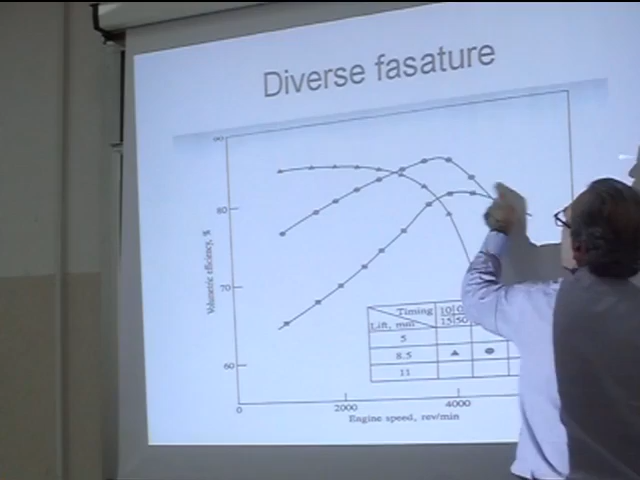 Diverse fasature
90
80
Volumetric efficiency, %
70
60
Timing
Lift, mm
5
8.5
11
0
2000
4000
Engine speed, rev/min